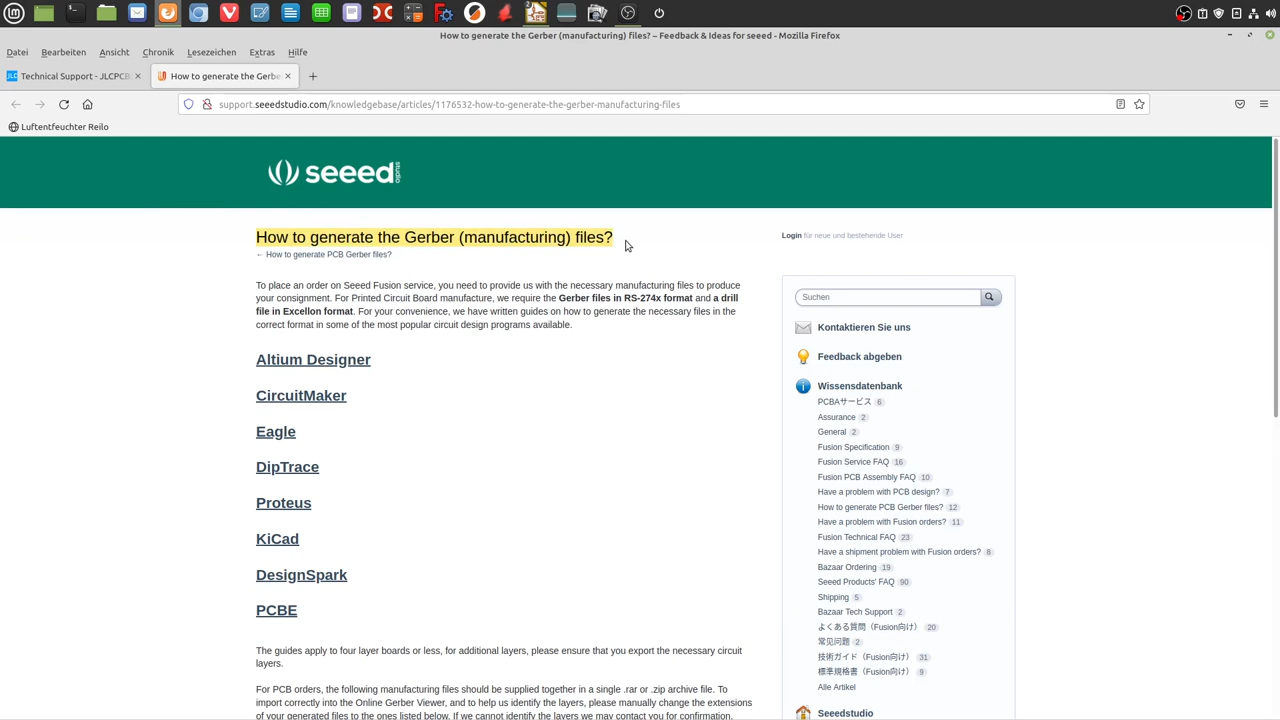 How to generate the Gerber (manufacturing) files? – Feedback & Ideas for seeed - Mozilla Firefox
Datei Bearbeiten Ansicht Chronik Lesezeichen Extras Hilfe
JLC Technical Support - JLCPCB How to generate the Gerbe
support.seeedstudio.com/knowledgebase/articles/1176532-how-to-generate-the-gerber-manufacturing-files
Luftentfeuchter Reilo
seeed studio
How to generate the Gerber (manufacturing) files?
← How to generate PCB Gerber files?
To place an order on Seeed Fusion service, you need to provide us with the necessary manufacturing files to produce
your consignment. For Printed Circuit Board manufacture, we require the Gerber files in RS-274x format and a drill
file in Excellon format. For your convenience, we have written guides on how to generate the necessary files in the
correct format in some of the most popular circuit design programs available.
Altium Designer
CircuitMaker
Eagle
DipTrace
Proteus
KiCad
DesignSpark
PCBE
The guides apply to four layer boards or less, for additional layers, please ensure that you export the necessary circuit
layers.
For PCB orders, the following manufacturing files should be supplied together in a single .rar or .zip archive file. To
import correctly into the Online Gerber Viewer, and to help us identify the layers, please manually change the extensions
of your generated files to the ones listed below. If we cannot identify the layers we may contact you for confirmation.
Login für neue und bestehende User
Suchen
Kontaktieren Sie uns
Feedback abgeben
Wissensdatenbank
PCBAサービス 6
Assurance 2
General 2
Fusion Specification 9
Fusion Service FAQ 16
Fusion PCB Assembly FAQ 10
Have a problem with PCB design? 7
How to generate PCB Gerber files? 12
Have a problem with Fusion orders? 11
Fusion Technical FAQ 23
Have a shipment problem with Fusion orders? 8
Bazaar Ordering 19
Seeed Products' FAQ 90
Shipping 5
Bazaar Tech Support 2
よくある質問（Fusion向け） 20
常见问题 2
技術ガイド（Fusion向け） 31
標準規格書（Fusion向け） 9
Alle Artikel
Seeedstudio